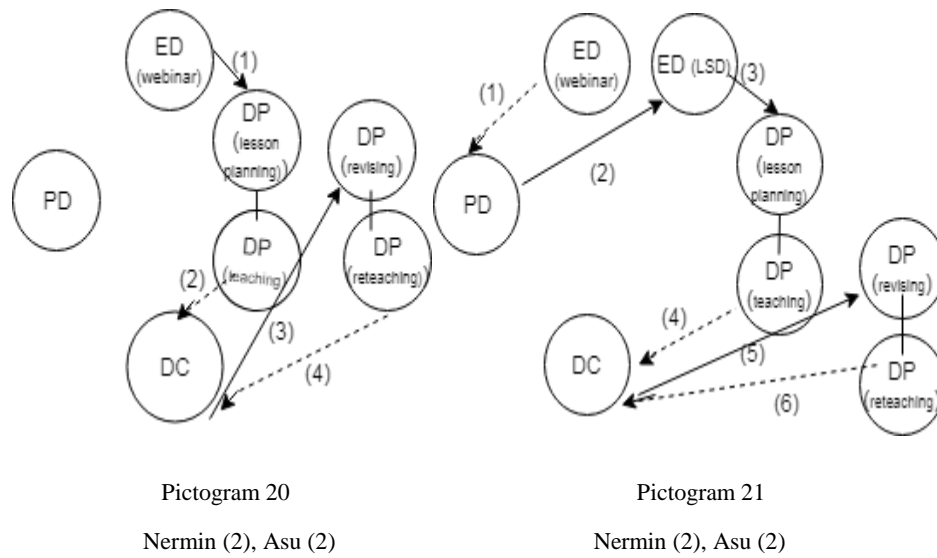 ED
(webinar)
(1)
DP
(lesson
planning)
DP
(revising)
PD
DP
(teaching)
DP
(reteaching)
(2)
(3)
DC
(4)
Pictogram 20
Nermin (2), Asu (2)
ED
(webinar)
ED (LSD)
(3)
(1)
DP
(lesson
planning)
(2)
PD
DP
(teaching)
DP
(revising)
(4)
(5)
DC
DP
(reteaching)
(6)
Pictogram 21
Nermin (2), Asu (2)